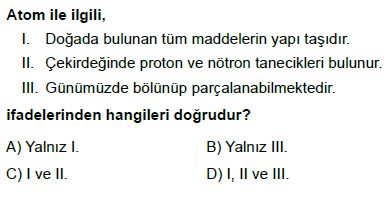 Atom ile ilgili,
I. Doğada bulunan tüm maddelerin yapı taşıdır.
II. Çekirdeğinde proton ve nötron tanecikleri bulunur.
III. Günümüzde bölünüp parçalanabilmektedir.
ifadelerinden hangileri doğrudur?
A) Yalnız I. B) Yalnız III.
C) I ve II. D) I, II ve III.